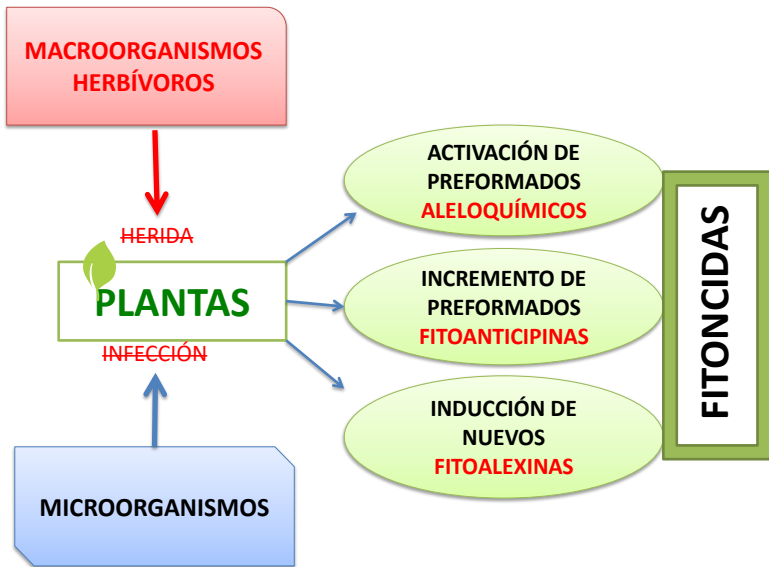 MACROORGANISMOS
HERBÍVOROS
HERIDA
PLANTAS
INFECCIÓN
MICROORGANISMOS
ACTIVACIÓN DE
PREFORMADOS
ALELOQUÍMICOS
INCREMENTO DE
PREFORMADOS
FITOANTICIPINAS
INDUCCIÓN DE
NUEVOS
FITOALEXINAS
FITONCIDAS